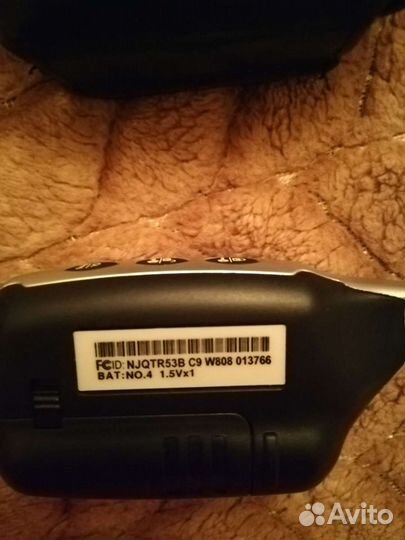 FCID: NJQTR53B C9 W808 013766
BAT:NO.4 1.5Vx1
Avito